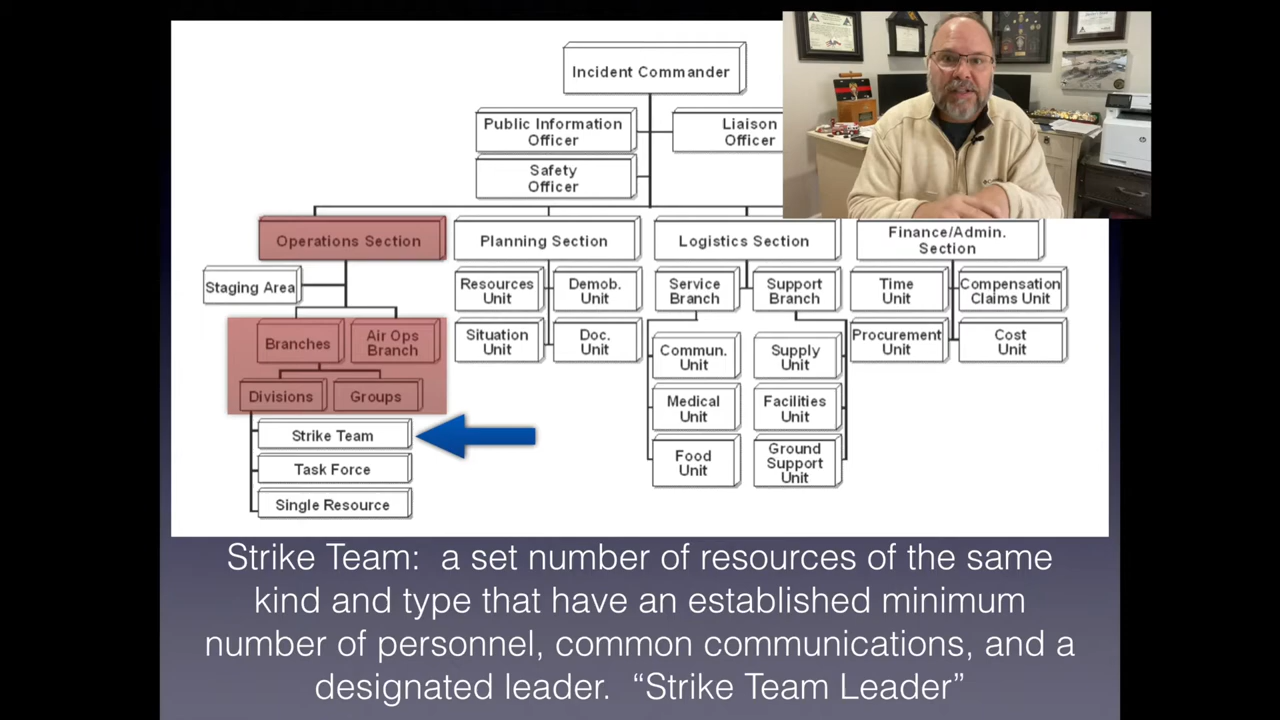 Incident Commander
Public Information
Officer
Liaison
Officer
Safety
Officer
Operations Section
Planning Section
Logistics Section
Finance/Admin.
Section
Staging Area
Resources
Unit
Demob.
Unit
Service
Branch
Support
Branch
Time
Unit
Compensation
Claims Unit
Branches
Air Ops
Branch
Situation
Unit
Doc.
Unit
Commun.
Unit
Supply
Unit
Procurement
Unit
Cost
Unit
Divisions
Groups
Medical
Unit
Facilities
Unit
Strike Team
Task Force
Single Resource
Food
Unit
Ground
Support
Unit
Strike Team: a set number of resources of the same
kind and type that have an established minimum
number of personnel, common communications, and a
designated leader. “Strike Team Leader”